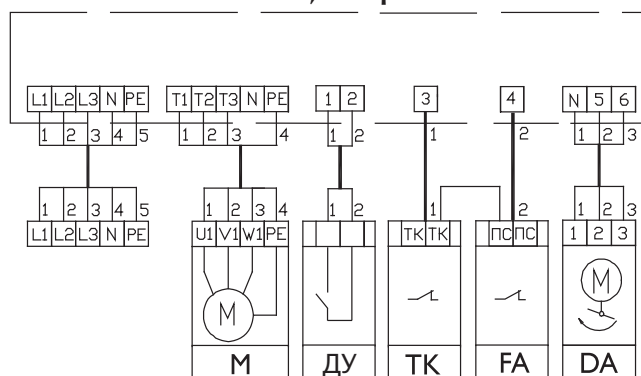 L1 L2 L3 N PE T1 T2 T3 N PE 1 2 3 4 N 5 6
1 2 3 4 5 1 2 3 4 1 2 1 2 1 2 3
1 2 3 4 5 1 2 3 4 1 2 1 2 1 2 3
L1 L2 L3 N PE U1 V1 W1 PE ТК ТК ПС ПС 1 2 3
M M
M ДУ ТК FA DA